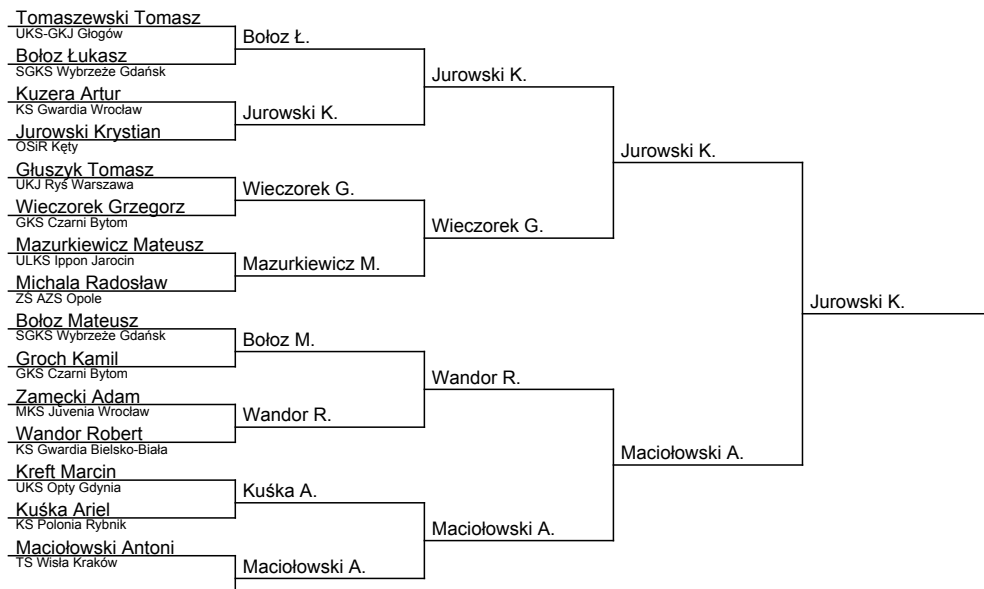 Tomaszewski Tomasz
UKS-GKJ Głogów
Bołoz Łukasz
SGKS Wybrzeże Gdańsk
Kuzera Artur
KS Gwardia Wrocław
Jurowski Krystian
OSiR Kęty
Głuszyk Tomasz
UKJ Ryś Warszawa
Wieczorek Grzegorz
GKS Czarni Bytom
Mazurkiewicz Mateusz
ULKS Ippon Jarocin
Michala Radosław
ZŚ AZS Opole
Bołoz Mateusz
SGKS Wybrzeże Gdańsk
Groch Kamil
GKS Czarni Bytom
Zamęcki Adam
MKS Juvenia Wrocław
Wandor Robert
KS Gwardia Bielsko-Biała
Kreft Marcin
UKS Opty Gdynia
Kuśka Ariel
KS Polonia Rybnik
Maciołowski Antoni
TS Wisła Kraków
Bołoz Ł.
Jurowski K.
Wieczorek G.
Mazurkiewicz M.
Bołoz M.
Wandor R.
Kuśka A.
Maciołowski A.
Jurowski K.
Wieczorek G.
Wandor R.
Maciołowski A.
Jurowski K.
Maciołowski A.
Jurowski K.